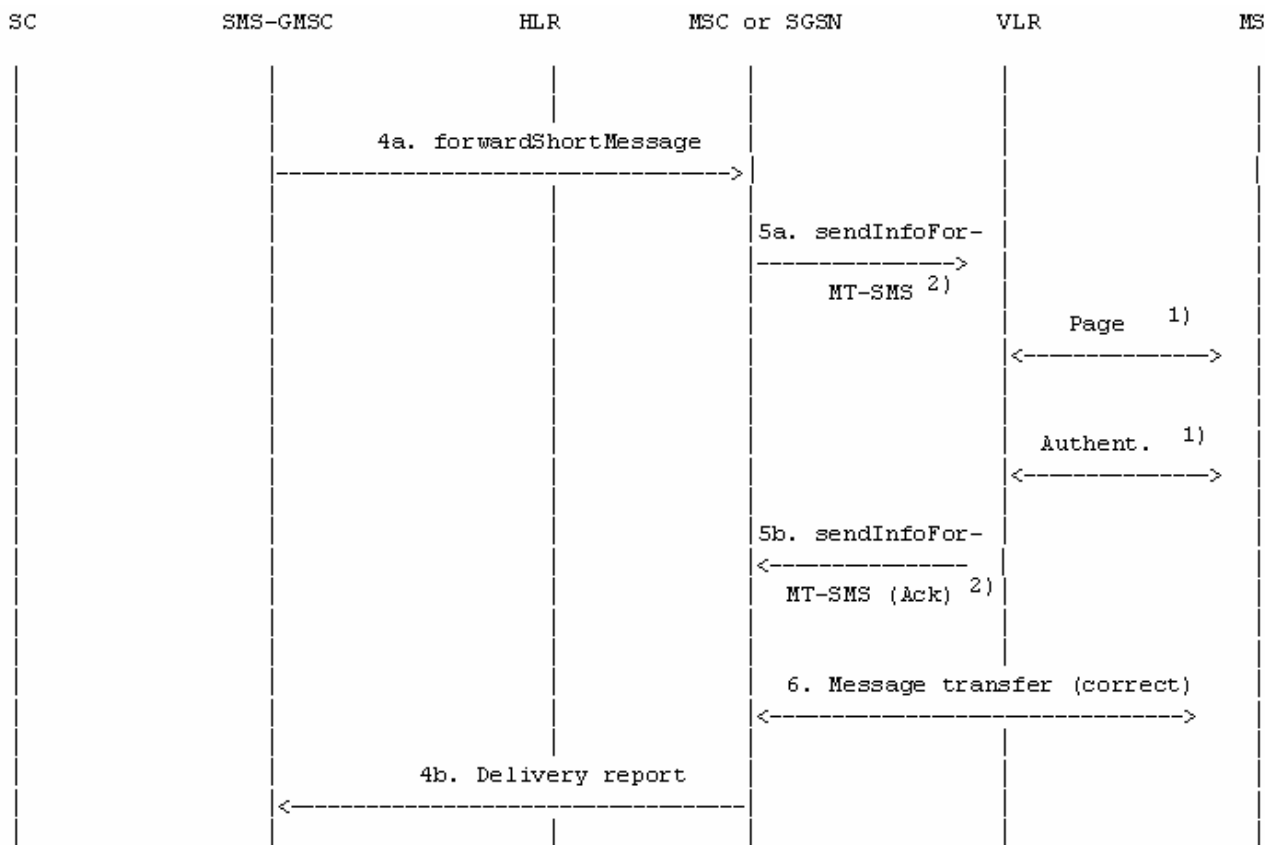 SC SMS-GMSC HLR MSC or SGSN VLR MS
4a. forwardShortMessage
5a. sendInfoFor-
MT-SMS 2)
Page 1)
Authent. 1)
5b. sendInfoFor-
MT-SMS (Ack) 2)
6. Message transfer (correct)
4b. Delivery report